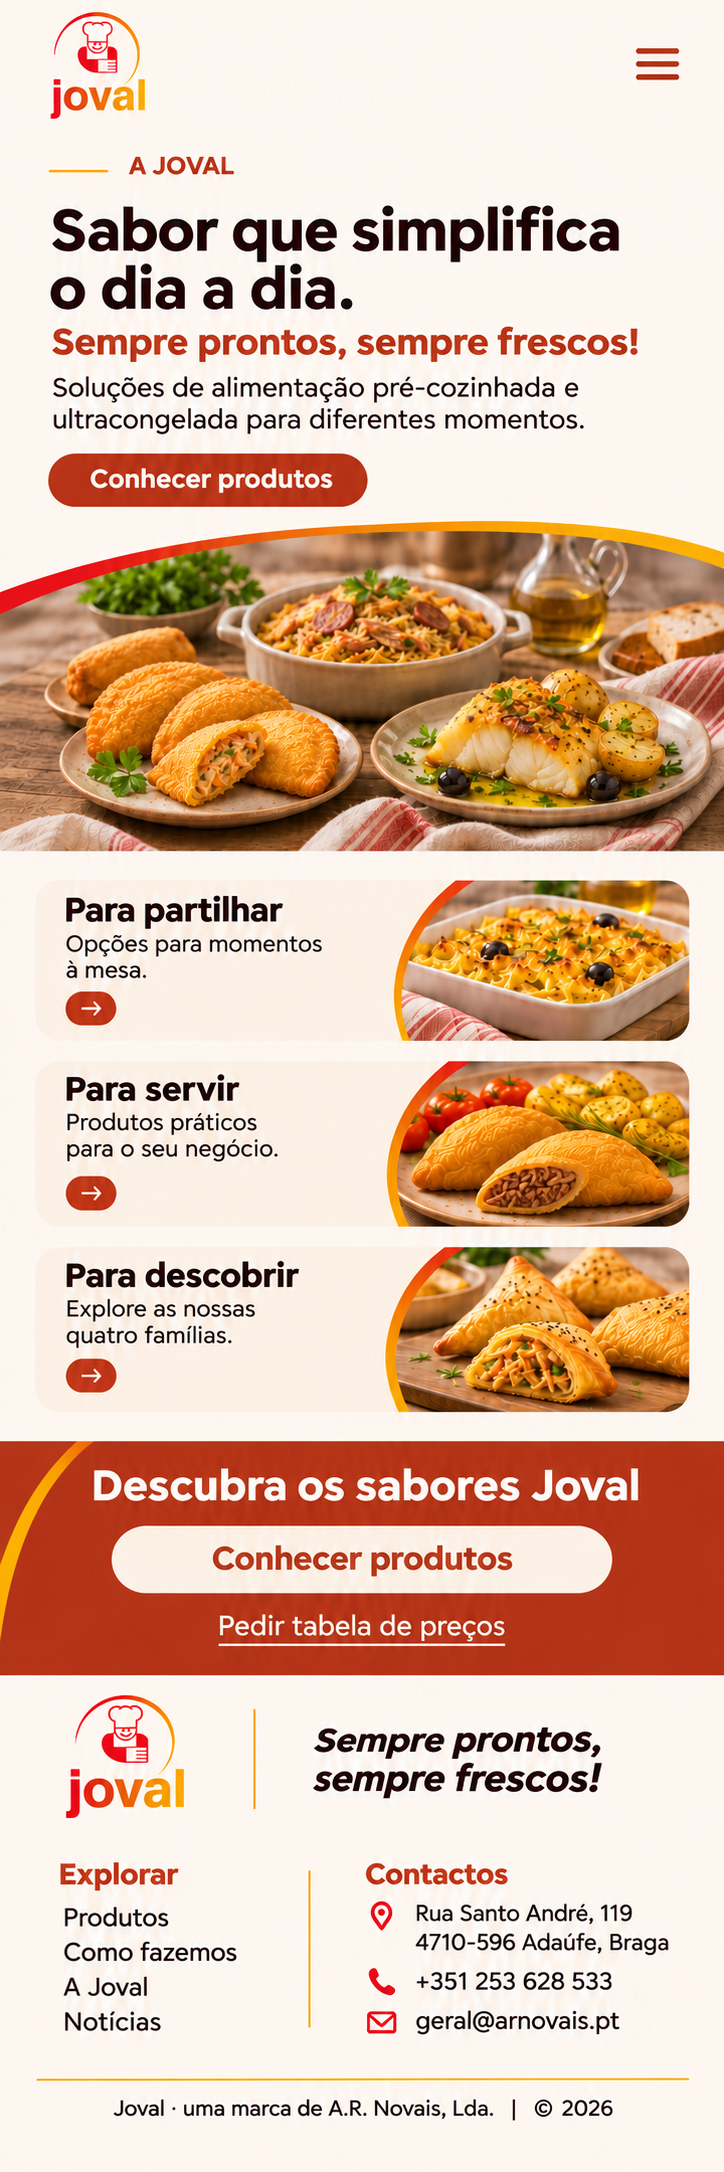 joval
A JOVAL
Sabor que simplifica
o dia a dia.
Sempre prontos, sempre frescos!
Soluções de alimentação pré-cozinhada e
ultracongelada para diferentes momentos.
Conhecer produtos
Para partilhar
Opções para momentos
à mesa.
Para servir
Produtos práticos
para o seu negócio.
Para descobrir
Explore as nossas
quatro famílias.
Descubra os sabores Joval
Conhecer produtos
Pedir tabela de preços
joval
Sempre prontos,
sempre frescos!
Explorar
Produtos
Como fazemos
A Joval
Notícias
Contactos
Rua Santo André, 119
4710-596 Adaúfe, Braga
+351 253 628 533
geral@arnovais.pt
Joval · uma marca de A.R. Novais, Lda. | © 2026